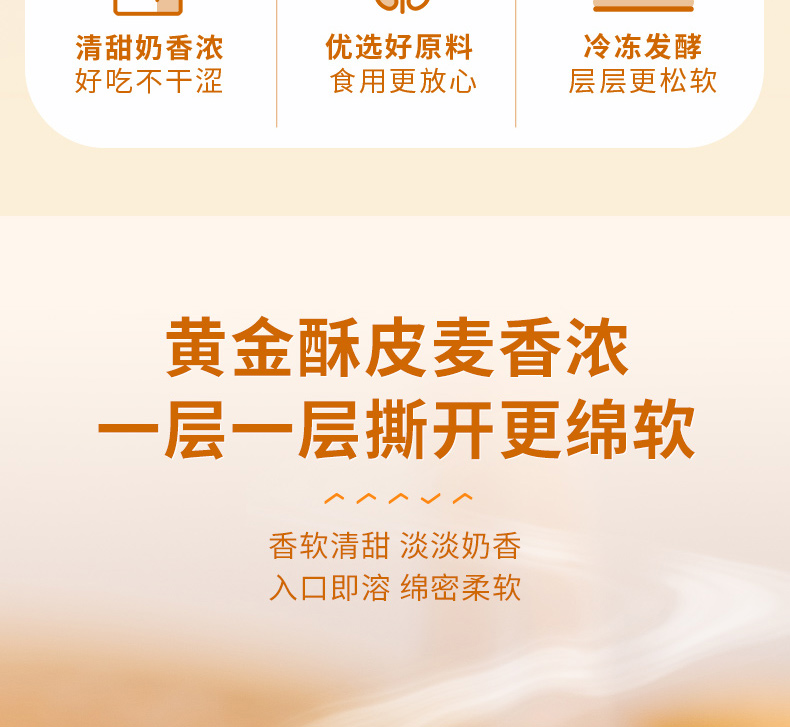 清甜奶香浓
好吃不干涩
优选好原料
食用更放心
冷冻发酵
层层更松软
黄金酥皮麦香浓
一层一层撕开更绵软
香软清甜 淡淡奶香
入口即溶 绵密柔软